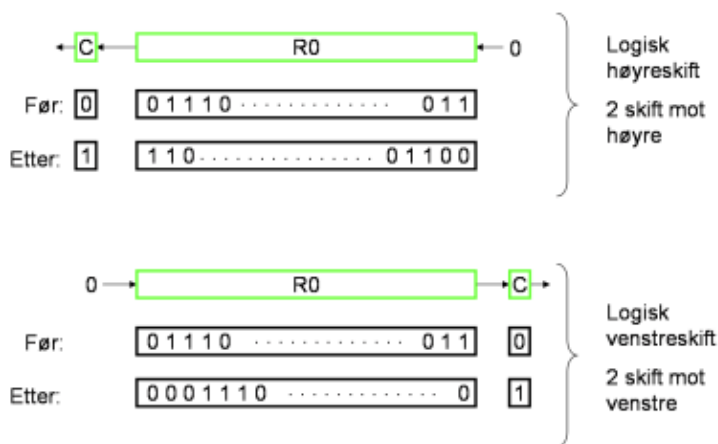 C R0 0
Logisk
høyreskift
Før: 0 01110 ............. 011
2 skift mot
høyre
Etter: 1 110 ............... 01100
0 R0 C
Logisk
venstreskift
Før: 01110 ............. 011 0
2 skift mot
venstre
Etter: 0001110 ............. 0 1